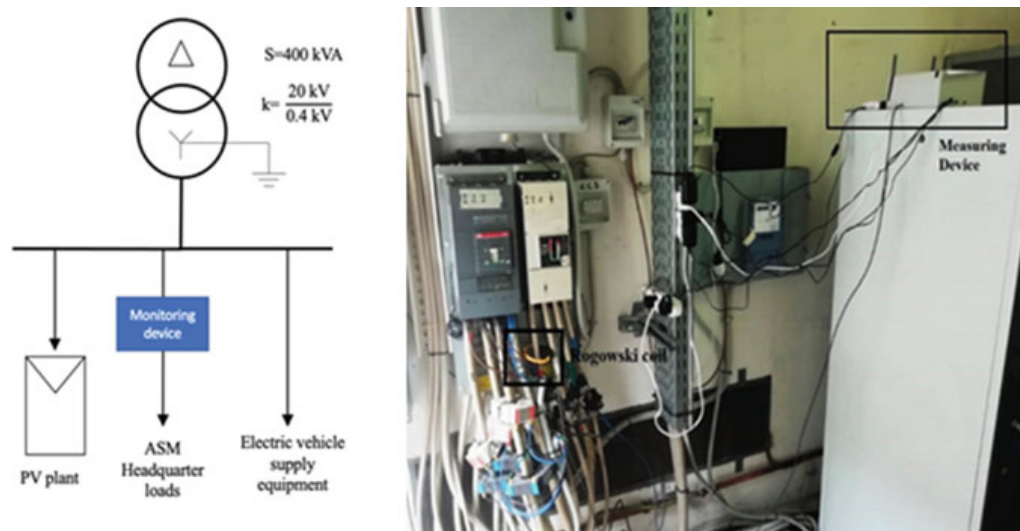 S=400 kVA
k= 20 kV
0.4 kV
Monitoring
device
PV plant
ASM
Headquarter
loads
Electric vehicle
supply
equipment
Measuring
Device
Rogowski coil